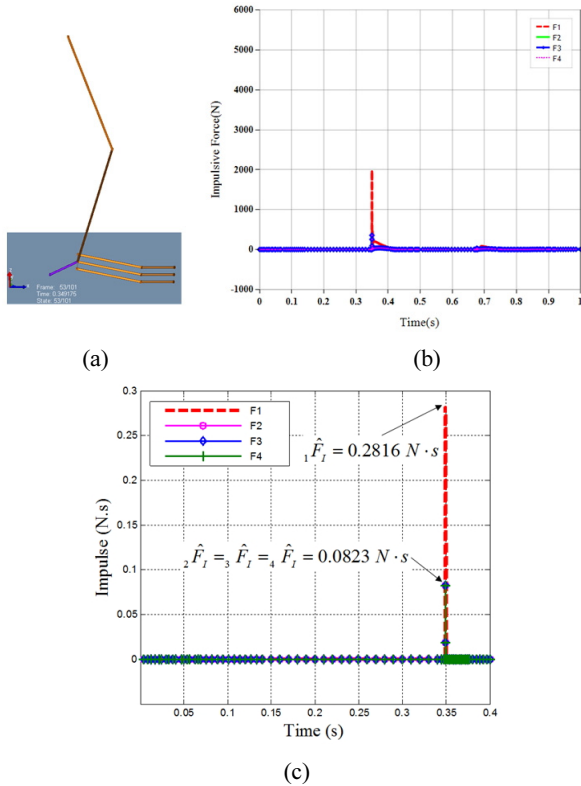 Frame: 53/101
Time: 0.349175
State: 53/101
(a)
6000
5000
4000
3000
2000
1000
0
Impulsive Force(N)
F1
F2
F3
F4
0 0.1 0.2 0.3 0.4 0.5 0.6 0.7 0.8 0.9 1
Time(s)
(b)
0.3
0.25
0.2
0.15
0.1
0.05
0
Impulse (N.s)
F1
F2
F3
F4
₁F̂_I = 0.2816 N·s
₂F̂_I =₃F̂_I =₄F̂_I = 0.0823 N·s
0.05 0.1 0.15 0.2 0.25 0.3 0.35 0.4
Time (s)
(c)